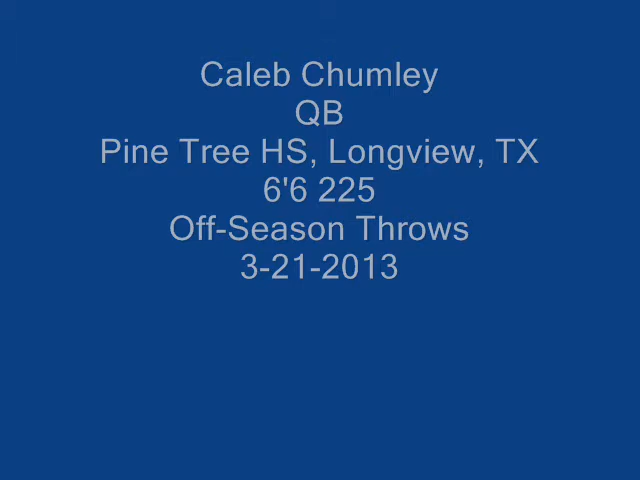 Caleb Chumley
QB
Pine Tree HS, Longview, TX
6'6 225
Off-Season Throws
3-21-2013